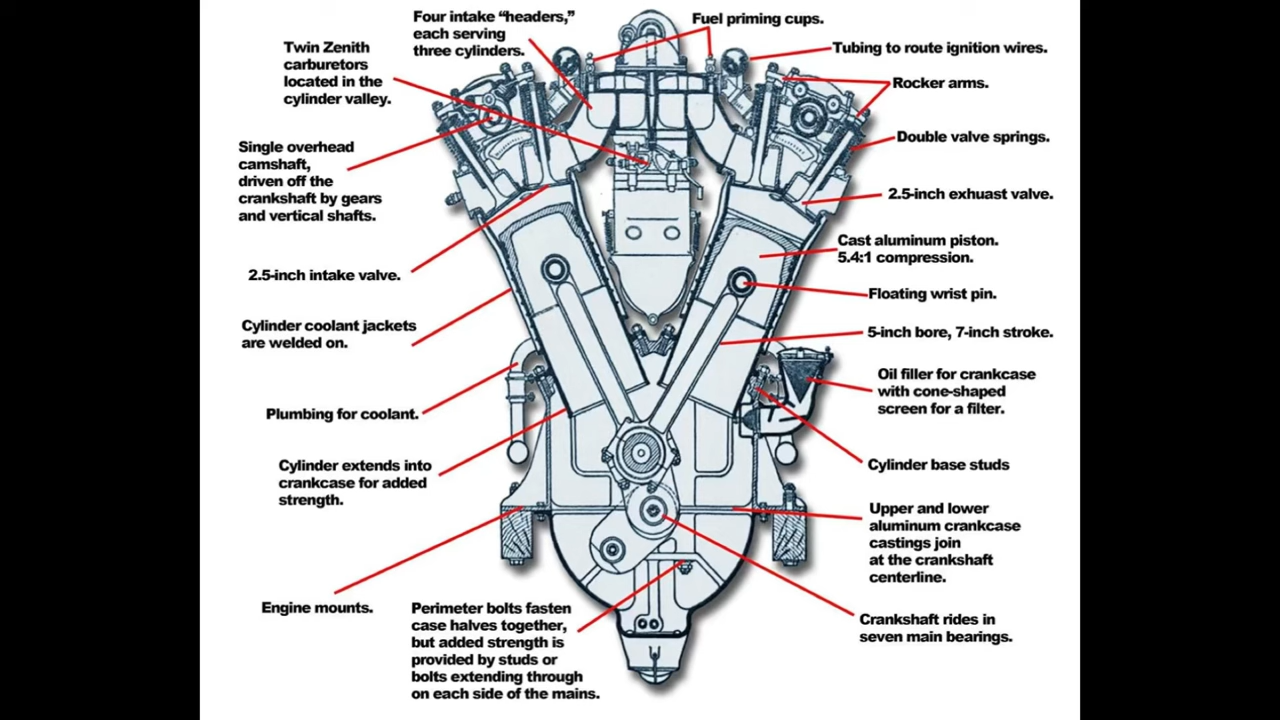 Four intake “headers,”
each serving
three cylinders.
Fuel priming cups.
Twin Zenith
carburetors
located in the
cylinder valley.
Tubing to route ignition wires.
Rocker arms.
Double valve springs.
Single overhead
camshaft,
driven off the
crankshaft by gears
and vertical shafts.
2.5-inch exhuast valve.
Cast aluminum piston.
5.4:1 compression.
2.5-inch intake valve.
Floating wrist pin.
Cylinder coolant jackets
are welded on.
5-inch bore, 7-inch stroke.
Oil filler for crankcase
with cone-shaped
screen for a filter.
Plumbing for coolant.
Cylinder extends into
crankcase for added
strength.
Cylinder base studs
Upper and lower
aluminum crankcase
castings join
at the crankshaft
centerline.
Engine mounts.
Perimeter bolts fasten
case halves together,
but added strength is
provided by studs or
bolts extending through
on each side of the mains.
Crankshaft rides in
seven main bearings.